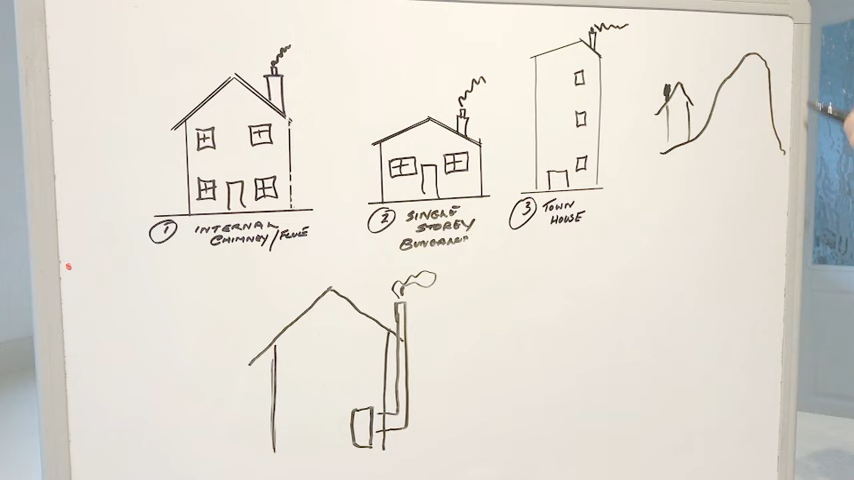 ① INTERNAL
CHIMNEY/FLUE
② SINGLE
STOREY
③ TOWN
HOUSE